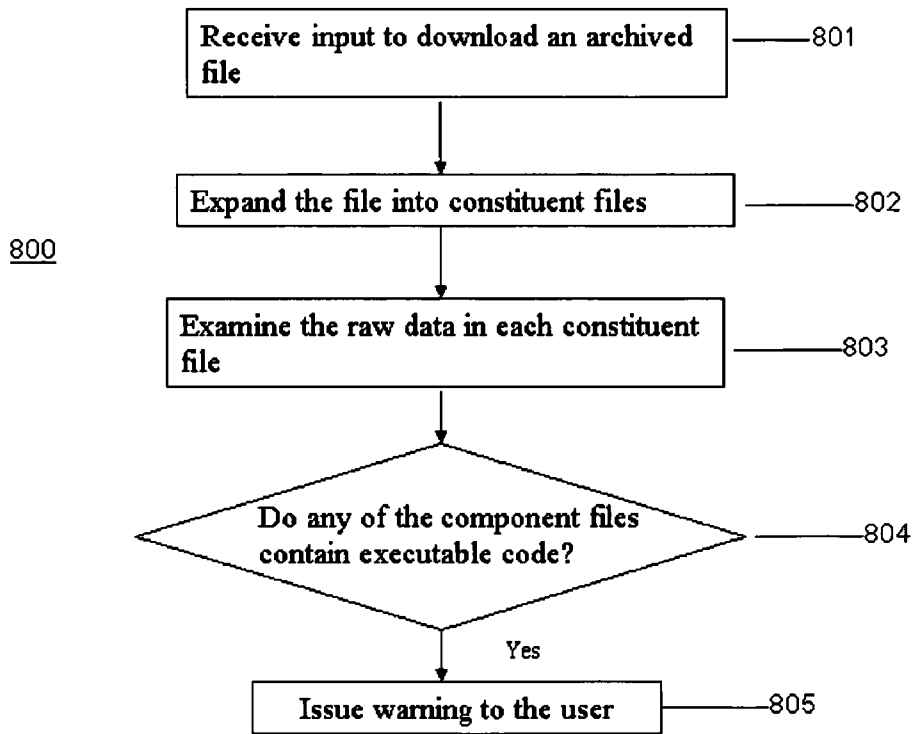 Receive input to download an archived
file
801
Expand the file into constituent files
802
800
Examine the raw data in each constituent
file
803
Do any of the component files
contain executable code?
804
Yes
Issue warning to the user
805